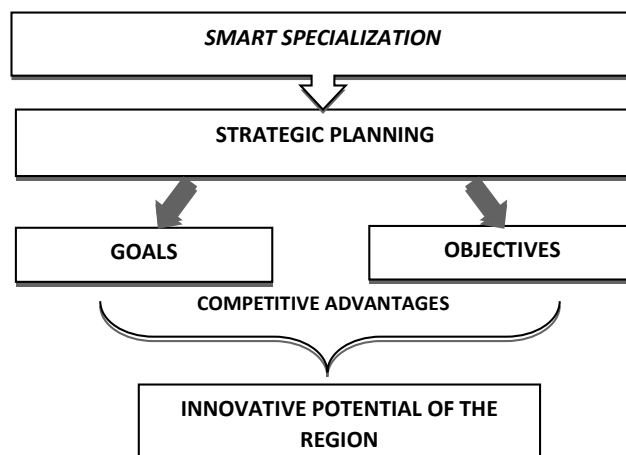 SMART SPECIALIZATION
STRATEGIC PLANNING
GOALS
OBJECTIVES
COMPETITIVE ADVANTAGES
INNOVATIVE POTENTIAL OF THE
REGION